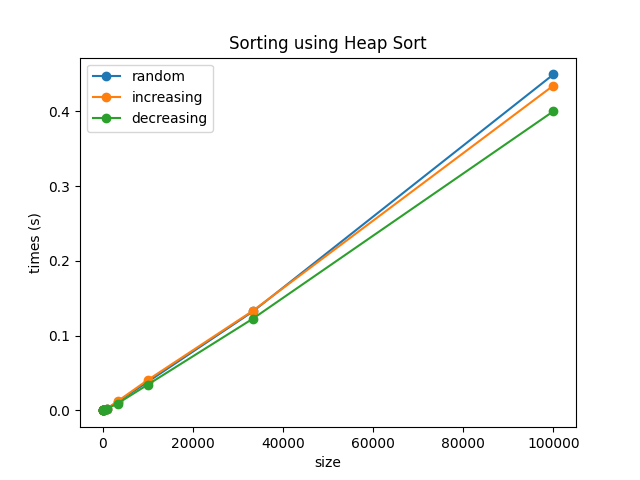 Sorting using Heap Sort
random
increasing
decreasing
times (s)
0.4
0.3
0.2
0.1
0.0
0 20000 40000 60000 80000 100000
size